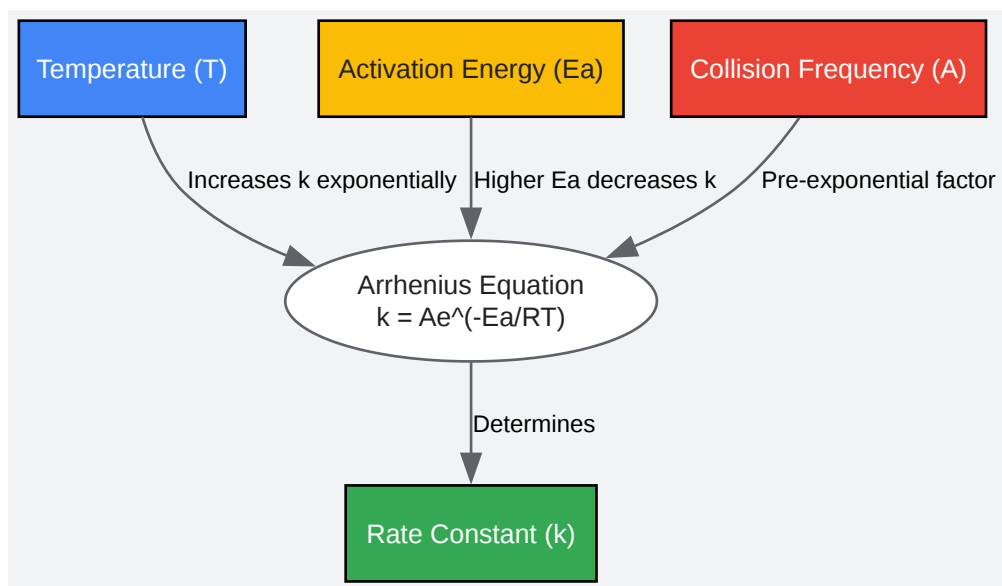 Temperature (T)
Activation Energy (Ea)
Collision Frequency (A)
Increases k exponentially
Higher Ea decreases k
Pre-exponential factor
Arrhenius Equation
k = Ae^(-Ea/RT)
Determines
Rate Constant (k)